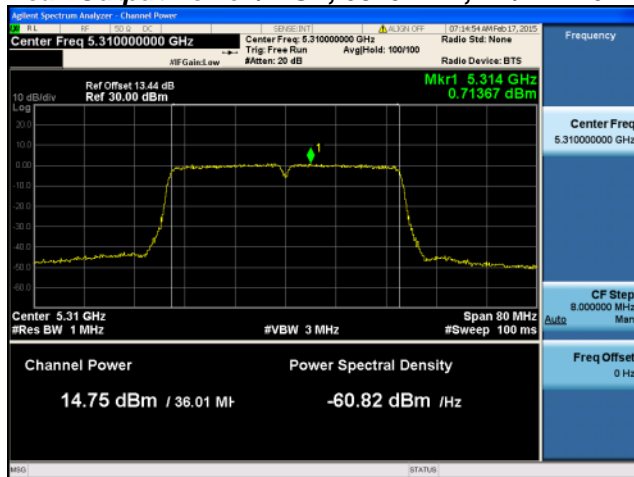 Agilent Spectrum Analyzer - Channel Power
RL RF 50 Ω DC SENSE:INT ALIGN OFF 07:14:54 AM Feb 17, 2015
Center Freq 5.310000000 GHz
Center Freq: 5.310000000 GHz
Radio Std: None
Trig: Free Run Avg|Hold: 100/100
#IFGain:Low #Atten: 20 dB Radio Device: BTS
Frequency
Mkr1 5.314 GHz
0.71367 dBm
Ref Offset 13.44 dB
10 dB/div Ref 30.00 dBm
Log
20.0
10.0
1
0.00
-10.0
-20.0
-30.0
-40.0
-50.0
-60.0
Center Freq
5.310000000 GHz
Center 5.31 GHz Span 80 MHz
#Res BW 1 MHz #VBW 3 MHz #Sweep 100 ms
CF Step
8.000000 MHz
Auto Man
Channel Power Power Spectral Density
14.75 dBm / 36.01 MH -60.82 dBm /Hz
Freq Offset
0 Hz
MSG STATUS